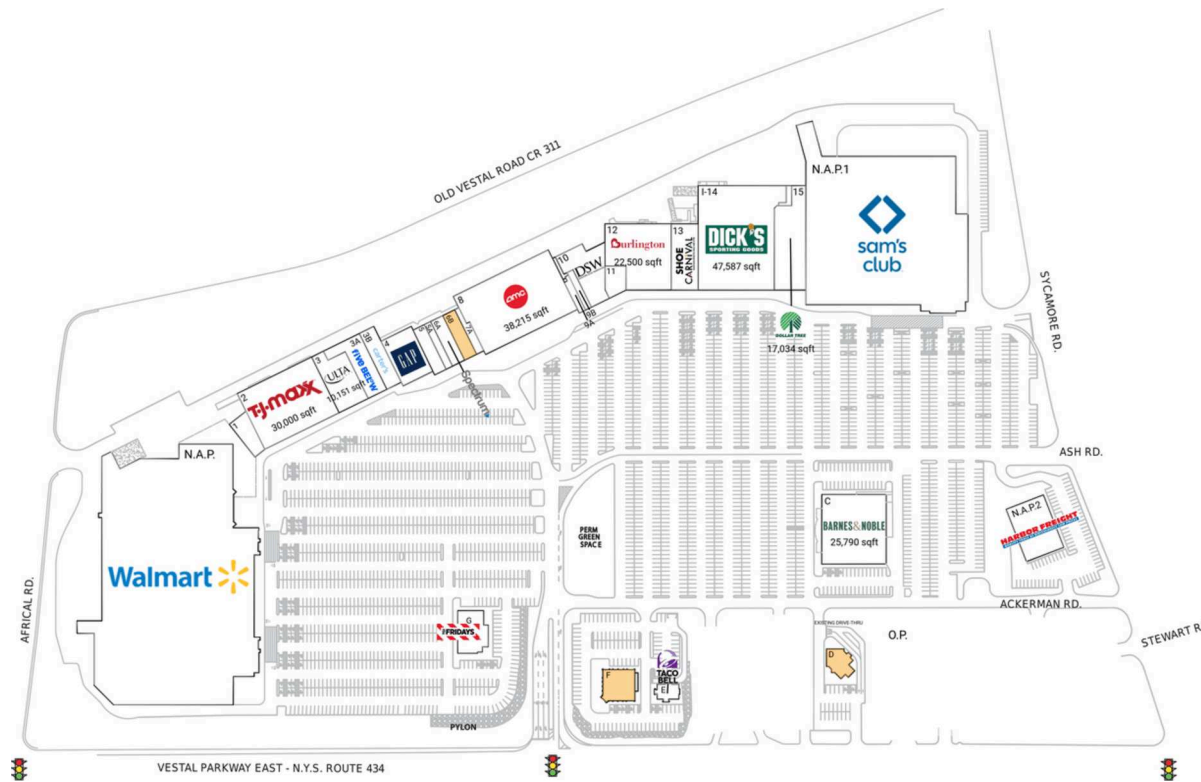 OLD VESTAL ROAD CR 311
N.A.P.1
sam's
club
I-14
15
DICK'S
SPORTING GOODS
47,587 sqft
12
Burlington
22,500 sqft
11
13
SHOE
CARNIVAL
10
DSW
9B
9A
8
amc
38,215 sqft
7A
6B
Spectrum
4
GAP
3B
3A
FIVE BELOW
3
ULTA
10,151 sqft
2
T.J.maxx
30,000 sqft
1
DOLLAR TREE
17,034 sqft
SYCAMORE RD.
ASH RD.
N.A.P.
Walmart
AFRICAL RD.
PERM
GREEN
SPACE
C
BARNES & NOBLE
25,790 sqft
N.A.P.2
HARBOR FREIGHT
ACKERMAN RD.
STEWART R
G
FRIDAYS
EXISTING DRIVE-THRU
O.P.
D
F
TACO
BELL
E
PYLON
VESTAL PARKWAY EAST - N.Y.S. ROUTE 434